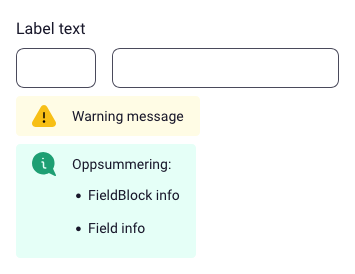 Label text
Warning message
Oppsummering:
• FieldBlock info
• Field info